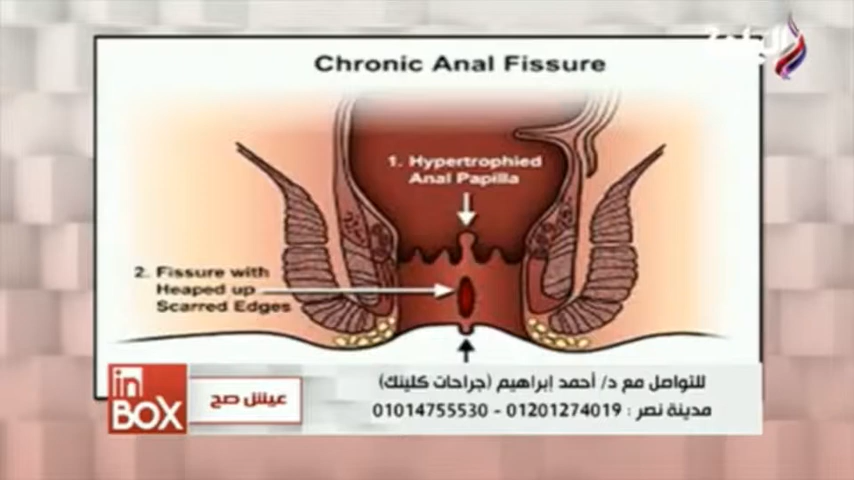 Chronic Anal Fissure
1. Hypertrophied
Anal Papilla
2. Fissure with
Heaped up
Scarred Edges
in
BOX
عيش صح
للتواصل مع د/ أحمد إبراهيم (جراحات كلينك)
مدينة نصر : 01201274019 - 01014755530